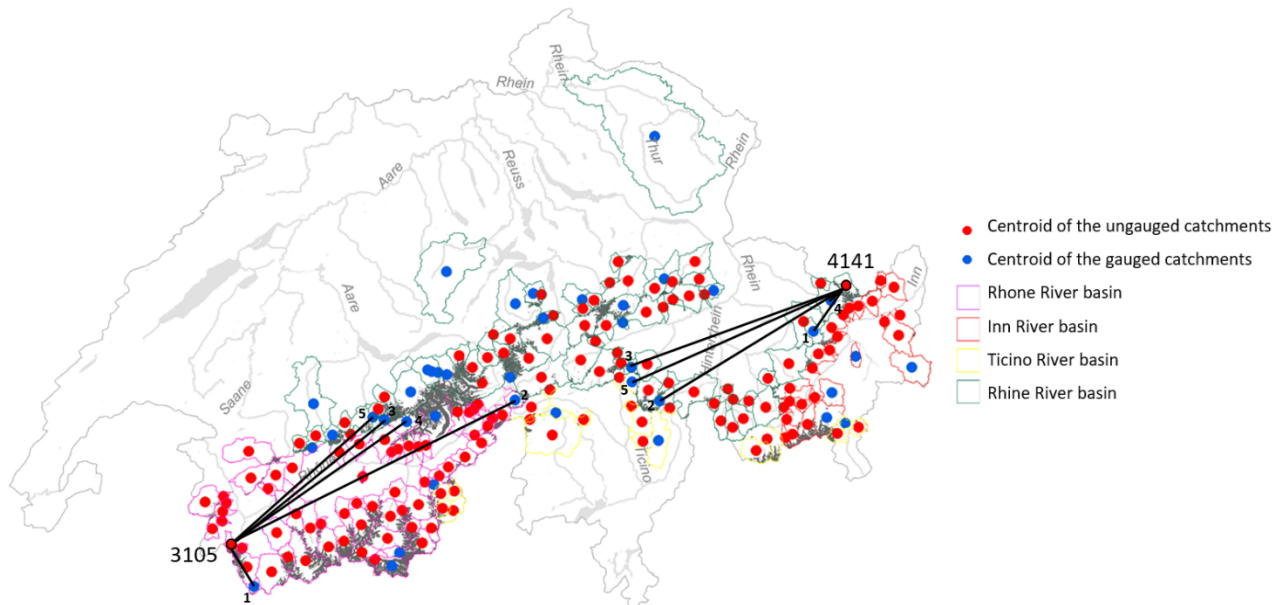 Rhein
Rhein
Rhein
Thur
Rhein
Aare
Reuss
Aare
Rhein
Inn
4141
4
1
Hinterrhein
3
5
2
2
Saane
5
3
4
Ticino
Rhone
3105
1
Centroid of the ungauged catchments
Centroid of the gauged catchments
Rhone River basin
Inn River basin
Ticino River basin
Rhine River basin